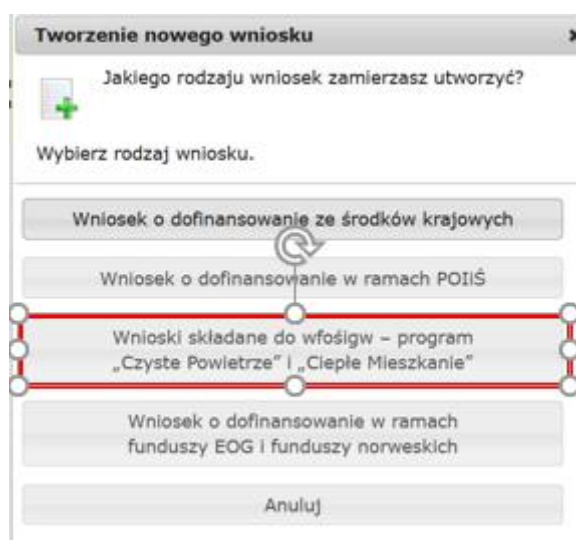 Tworzenie nowego wniosku
Jakiego rodzaju wniosek zamierzasz utworzyć?
Wybierz rodzaj wniosku.
Wniosek o dofinansowanie ze środków krajowych
Wniosek o dofinansowanie w ramach POIiŚ
Wnioski składane do wfośigw – program
„Czyste Powietrze” i „Ciepłe Mieszkanie”
Wniosek o dofinansowanie w ramach
funduszy EOG i funduszy norweskich
Anuluj